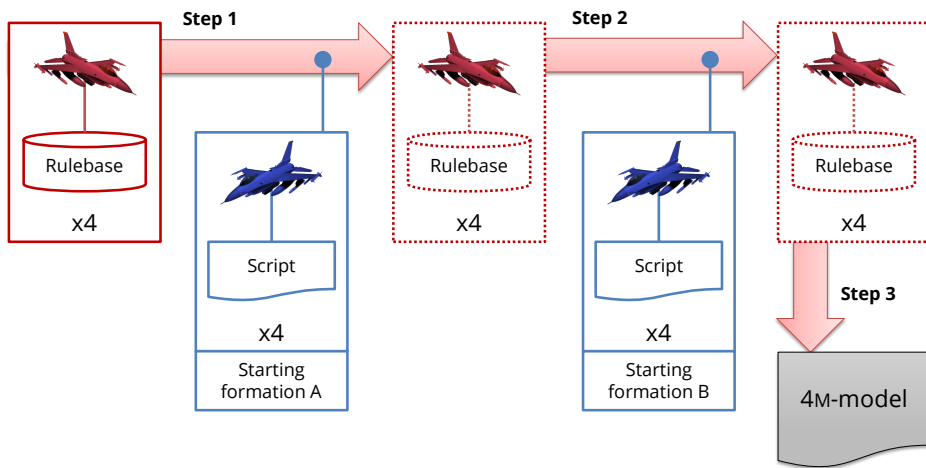 Step 1
Step 2
Rulebase
x4
Rulebase
x4
Rulebase
x4
Script
x4
Starting
formation A
Script
x4
Starting
formation B
Step 3
4M-model